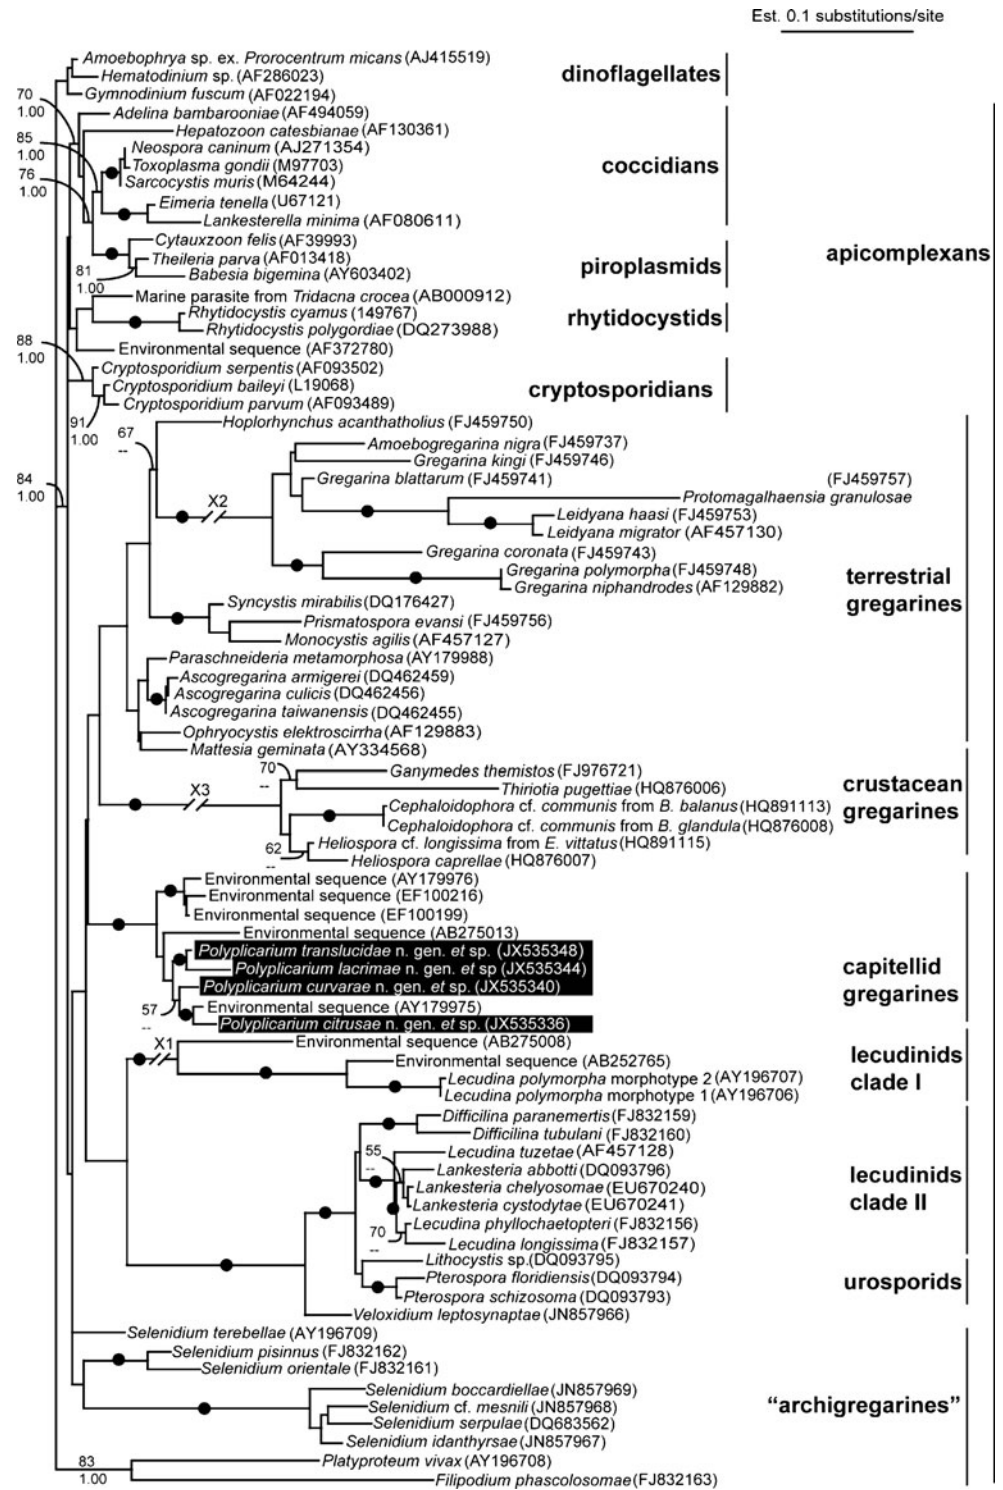 Est. 0.1 substitutions/site
Amoebophrya sp. ex. Prorocentrum micans (AJ415519)
Hematodinium sp. (AF286023)
dinoflagellates
Gymnodinium fuscum (AF022194)
70
1.00
Adelina bambarooniae (AF494059)
Hepatozoon catesbianae (AF130361)
85
1.00
Neospora caninum (AJ271354)
Toxoplasma gondii (M97703)
coccidians
76
1.00
Sarcocystis muris (M64244)
Eimeria tenella (U67121)
Lankesterella minima (AF080611)
Cytauxzoon felis (AF39993)
apicomplexans
Theileria parva (AF013418)
piroplasmids
81
1.00
Babesia bigemina (AY603402)
Marine parasite from Tridacna crocea (AB000912)
Rhytidocystis cyamus (149767)
rhytidocystids
Rhytidocystis polygordiae (DQ273988)
88
1.00
Environmental sequence (AF372780)
Cryptosporidium serpentis (AF093502)
Cryptosporidium baileyi (L19068)
cryptosporidians
Cryptosporidium parvum (AF093489)
91
1.00
67
--
Hoplorhynchus acanthatholius (FJ459750)
Amoebogregarina nigra (FJ459737)
Gregarina kingi (FJ459746)
84
1.00
Gregarina blattarum (FJ459741)
(FJ459757)
X2
Protomagalhaensia granulosae
Leidyana haasi (FJ459753)
Leidyana migrator (AF457130)
Gregarina coronata (FJ459743)
Gregarina polymorpha (FJ459748)
terrestrial
gregarines
Gregarina niphandrodes (AF129882)
Syncystis mirabilis (DQ176427)
Prismatospora evansi (FJ459756)
Monocystis agilis (AF457127)
Paraschneideria metamorphosa (AY179988)
Ascogregarina armigerei (DQ462459)
Ascogregarina culicis (DQ462456)
Ascogregarina taiwanensis (DQ462455)
Ophryocystis elektroscirrha (AF129883)
Mattesia geminata (AY334568)
70
--
Ganymedes themistos (FJ976721)
X3
Thiriotia pugettiae (HQ876006)
crustacean
gregarines
Cephaloidophora cf. communis from B. balanus (HQ891113)
Cephaloidophora cf. communis from B. glandula (HQ876008)
62
--
Heliospora cf. longissima from E. vittatus (HQ891115)
Heliospora caprellae (HQ876007)
Environmental sequence (AY179976)
Environmental sequence (EF100216)
Environmental sequence (EF100199)
Environmental sequence (AB275013)
Polyplicarium translucidae n. gen. et sp. (JX535348)
Polyplicarium lacrimae n. gen. et sp (JX535344)
capitellid
gregarines
Polyplicarium curvarae n. gen. et sp. (JX535340)
57
--
Environmental sequence (AY179975)
Polyplicarium citrusae n. gen. et sp. (JX535336)
X1
Environmental sequence (AB275008)
Environmental sequence (AB252765)
lecudinids
clade I
Lecudina polymorpha morphotype 2 (AY196707)
Lecudina polymorpha morphotype 1 (AY196706)
Difficilina paranemertis (FJ832159)
Difficilina tubulani (FJ832160)
55
--
Lecudina tuzetae (AF457128)
Lankesteria abbotti (DQ093796)
lecudinids
clade II
Lankesteria chelyosomae (EU670240)
Lankesteria cystodytae (EU670241)
70
--
Lecudina phyllochaetopteri (FJ832156)
Lecudina longissima (FJ832157)
Lithocystis sp.(DQ093795)
Pterospora floridiensis (DQ093794)
urosporids
Pterospora schizosoma (DQ093793)
Veloxidium leptosynaptae (JN857966)
Selenidium terebellae (AY196709)
Selenidium pisinnus (FJ832162)
Selenidium orientale (FJ832161)
Selenidium boccardiellae (JN857969)
Selenidium cf. mesnili (JN857968)
“archigregarines”
Selenidium serpulae (DQ683562)
Selenidium idanthyrsae (JN857967)
83
1.00
Platyproteum vivax (AY196708)
Filipodium phascolosomae (FJ832163)